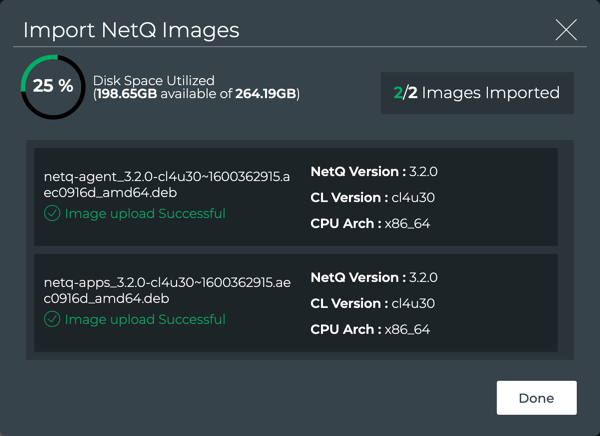 Import NetQ Images
25 %
Disk Space Utilized
(198.65GB available of 264.19GB)
2/2 Images Imported
netq-agent_3.2.0-cl4u30~1600362915.a
ec0916d_amd64.deb
Image upload Successful
NetQ Version : 3.2.0
CL Version : cl4u30
CPU Arch : x86_64
netq-apps_3.2.0-cl4u30~1600362915.ae
c0916d_amd64.deb
Image upload Successful
NetQ Version : 3.2.0
CL Version : cl4u30
CPU Arch : x86_64
Done